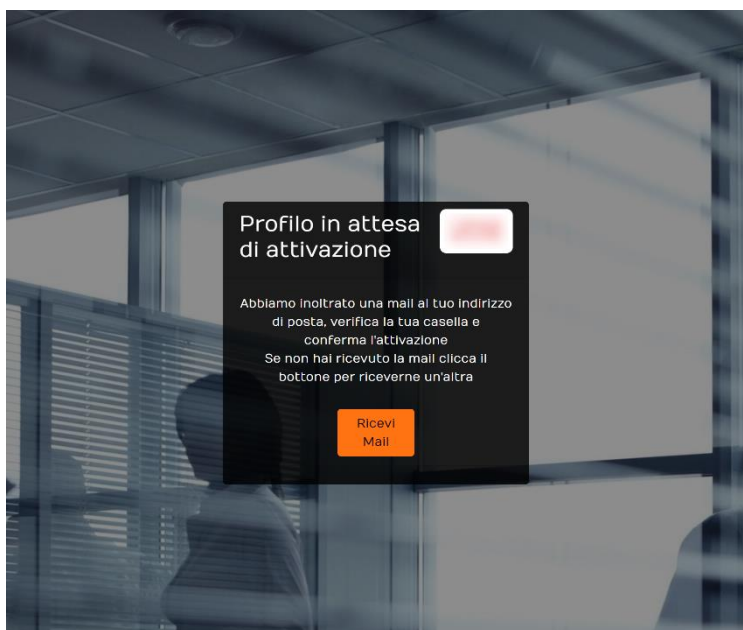 Profilo in attesa
di attivazione
Abbiamo inoltrato una mail al tuo indirizzo
di posta, verifica la tua casella e
conferma l'attivazione
Se non hai ricevuto la mail clicca il
bottone per riceverne un'altra
Ricevi
Mail